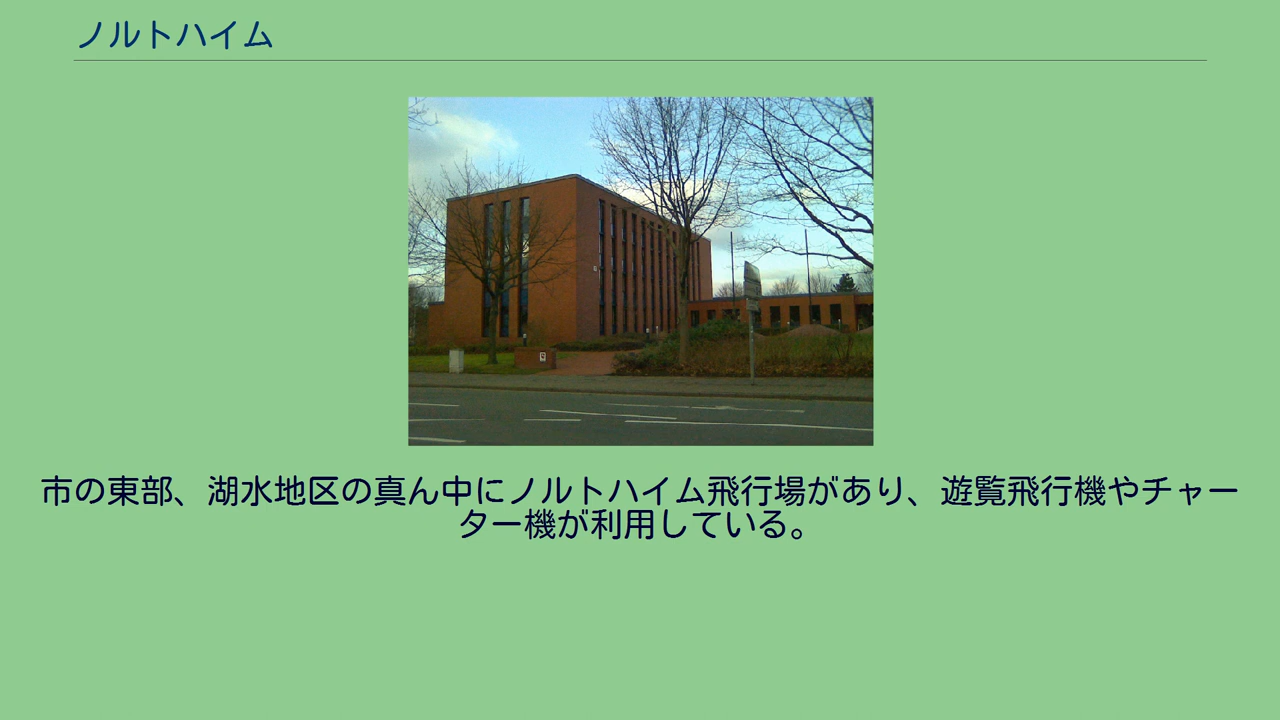 ノルトハイム
市の東部、湖水地区の真ん中にノルトハイム飛行場があり、遊覧飛行機やチャー
ター機が利用している。